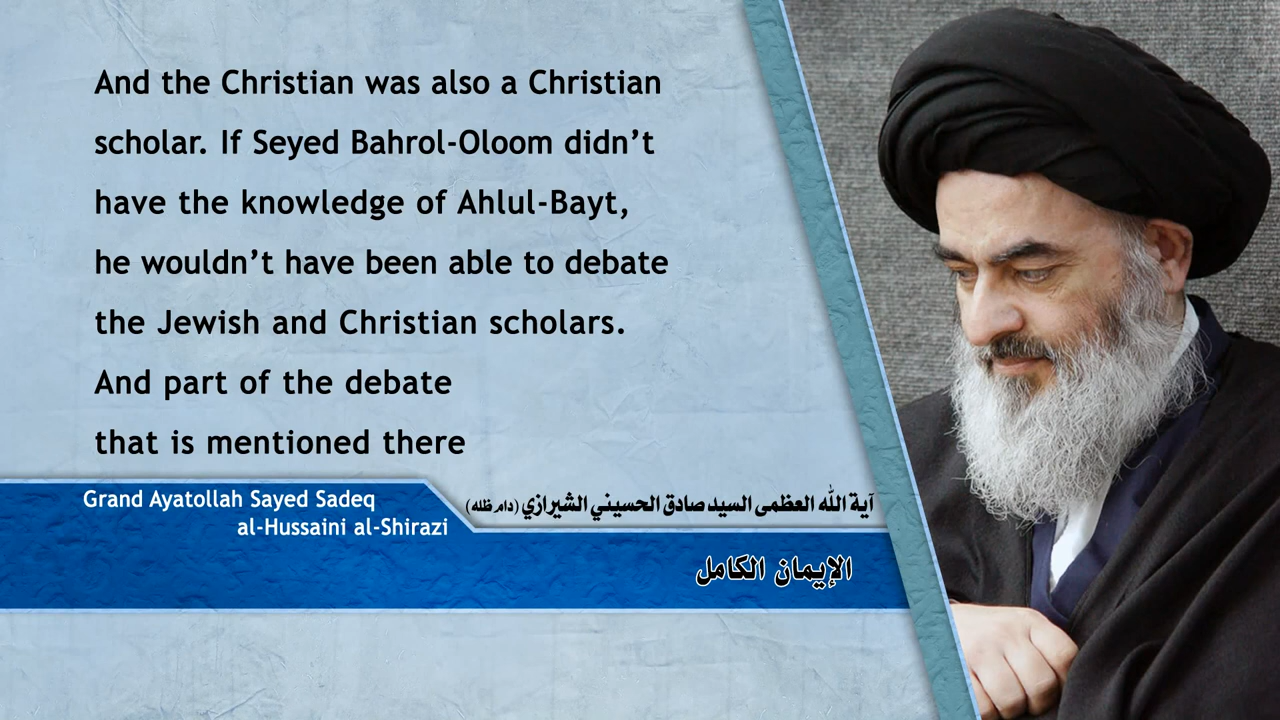 And the Christian was also a Christian
scholar. If Seyed Bahrol-Oloom didn’t
have the knowledge of Ahlul-Bayt,
he wouldn’t have been able to debate
the Jewish and Christian scholars.
And part of the debate
that is mentioned there
Grand Ayatollah Sayed Sadeq
al-Hussaini al-Shirazi
آية الله العظمى السيد صادق الحسيني الشيرازي (دام ظله)
الإيمان الكامل